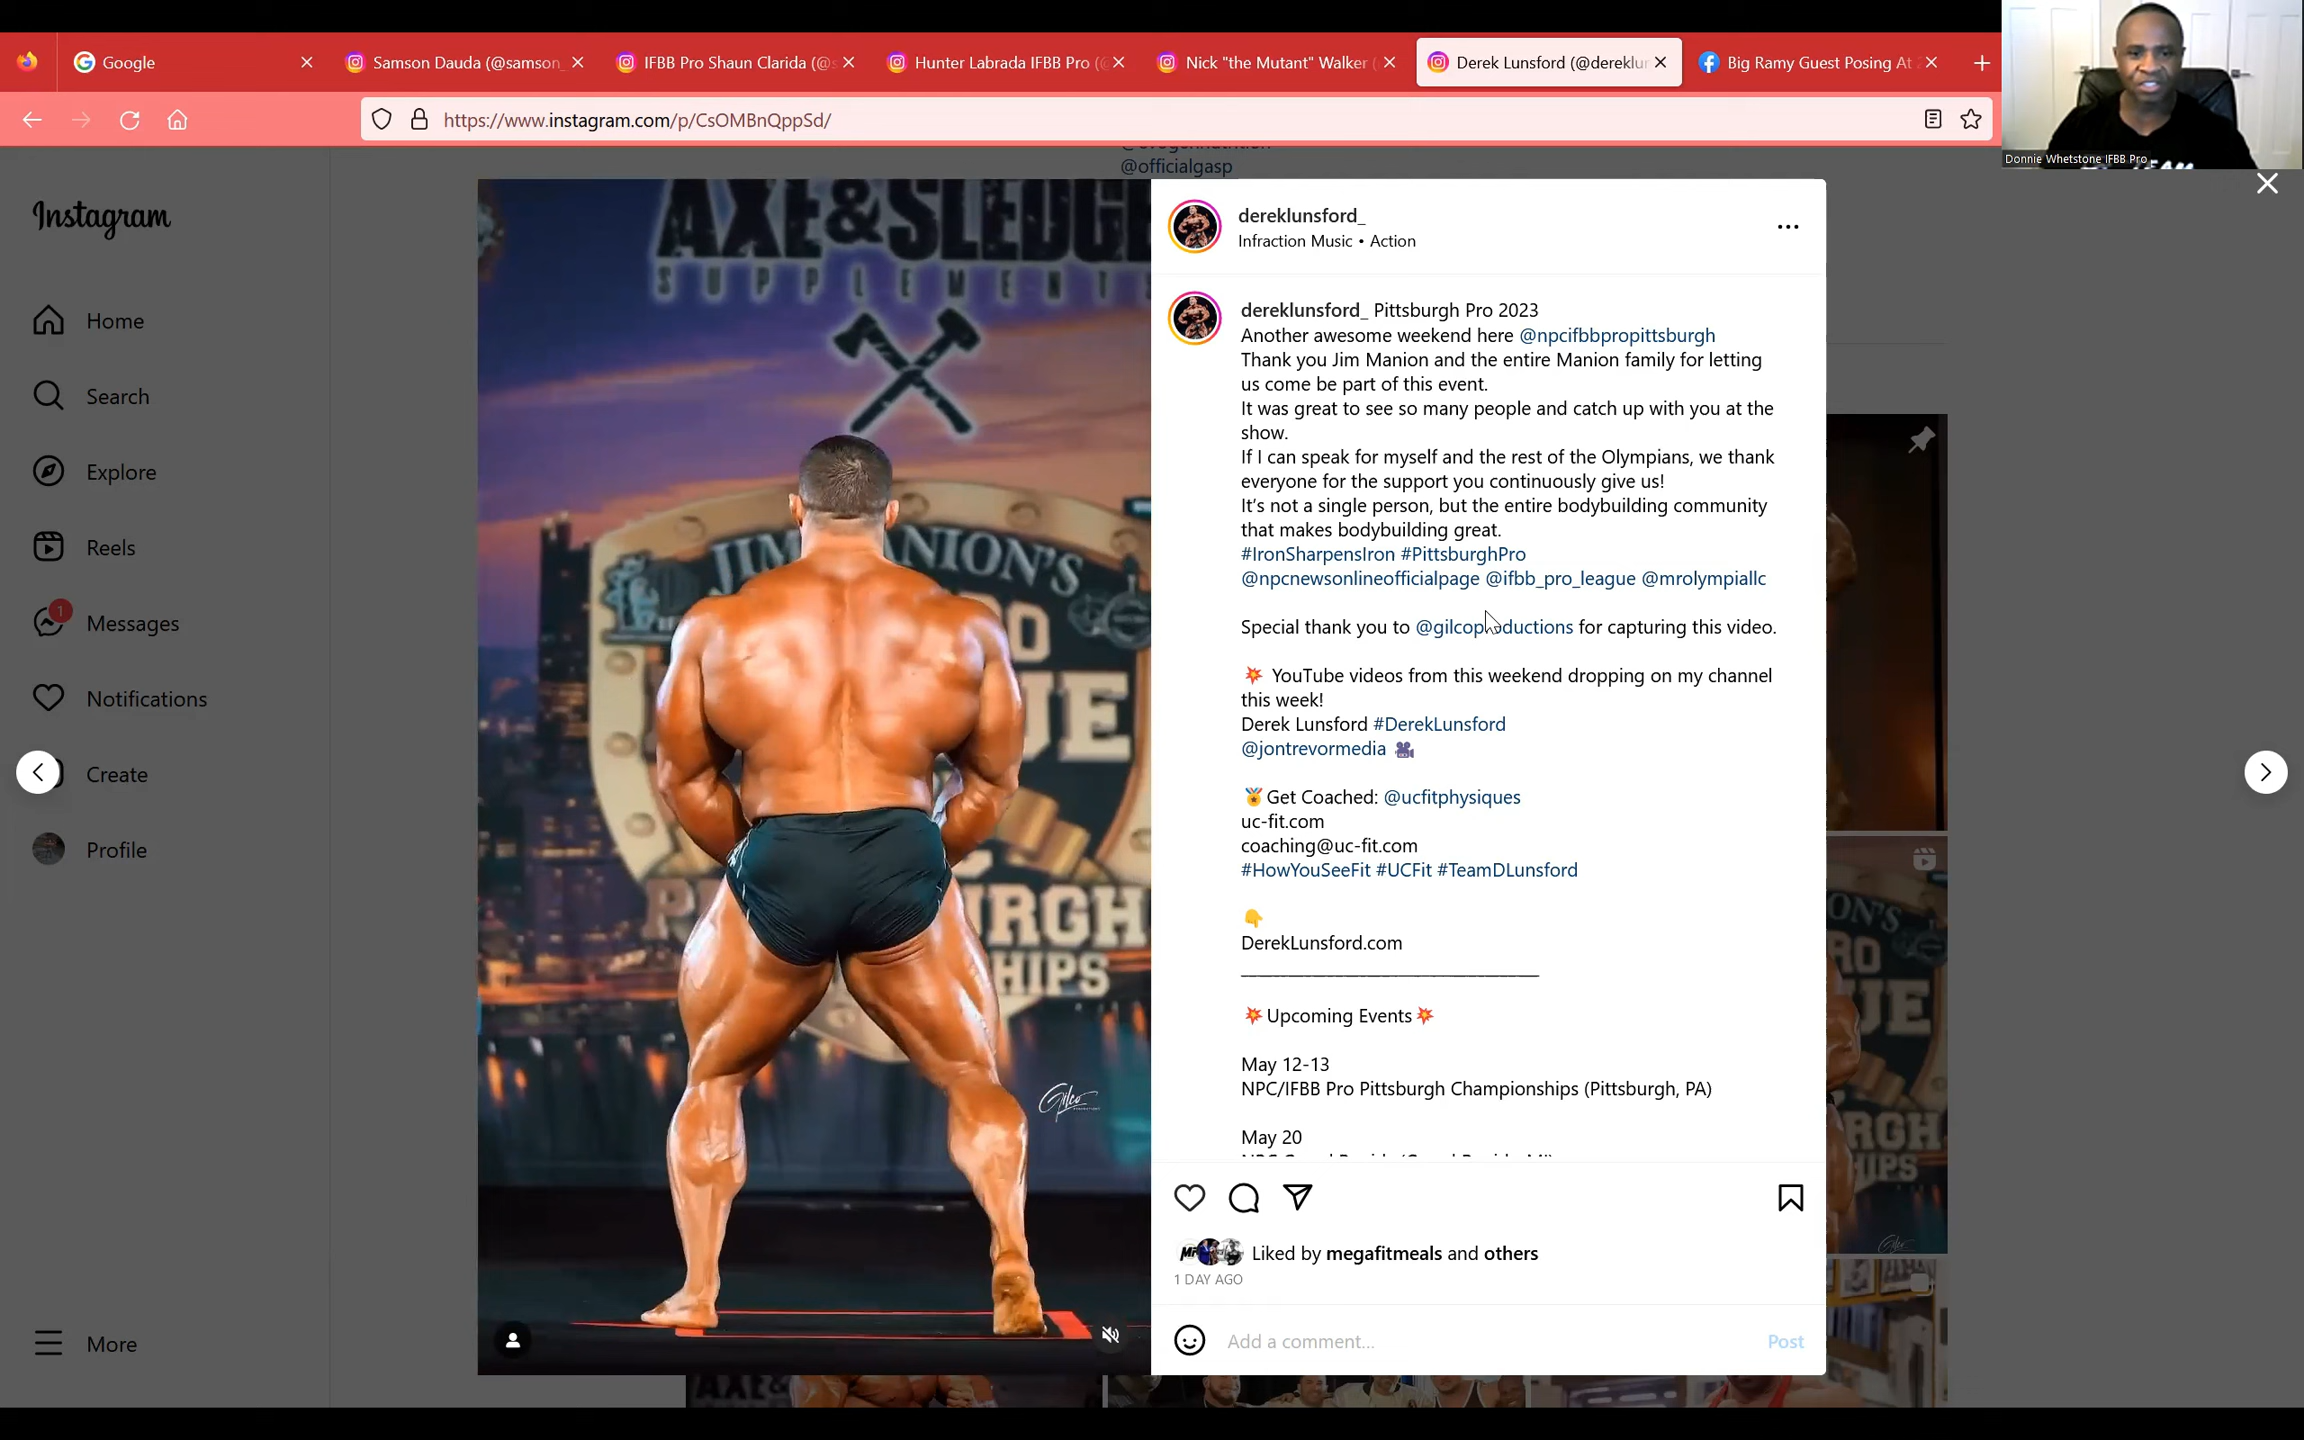 Google
Samson Dauda (@samson_
IFBB Pro Shaun Clarida (@s
Hunter Labrada IFBB Pro (@
Nick "the Mutant" Walker (
Derek Lunsford (@dereklun
Big Ramy Guest Posing At
https://www.instagram.com/p/CsOMBnQppSd/
Donnie Whetstone IFBB Pro
@officialgasp
Instagram
Home
Search
Explore
Reels
1
Messages
Notifications
Create
Profile
More
AXE & SLEDGE
SUPPLEMENTS
JIM MANION'S
dereklunsford_
Infraction Music • Action
dereklunsford_ Pittsburgh Pro 2023
Another awesome weekend here @npcifbbpropittsburgh
Thank you Jim Manion and the entire Manion family for letting
us come be part of this event.
It was great to see so many people and catch up with you at the
show.
If I can speak for myself and the rest of the Olympians, we thank
everyone for the support you continuously give us!
It's not a single person, but the entire bodybuilding community
that makes bodybuilding great.
#IronSharpensIron #PittsburghPro
@npcnewsonlineofficialpage @ifbb_pro_league @mrolympiallc
Special thank you to @gilcoproductions for capturing this video.
💥 YouTube videos from this weekend dropping on my channel
this week!
Derek Lunsford #DerekLunsford
@jontrevormedia 🎥
🏅Get Coached: @ucfitphysiques
uc-fit.com
coaching@uc-fit.com
#HowYouSeeFit #UCFit #TeamDLunsford
👇
DerekLunsford.com
💥Upcoming Events💥
May 12-13
NPC/IFBB Pro Pittsburgh Championships (Pittsburgh, PA)
May 20
Gilco
Liked by megafitmeals and others
1 DAY AGO
Add a comment...
Post